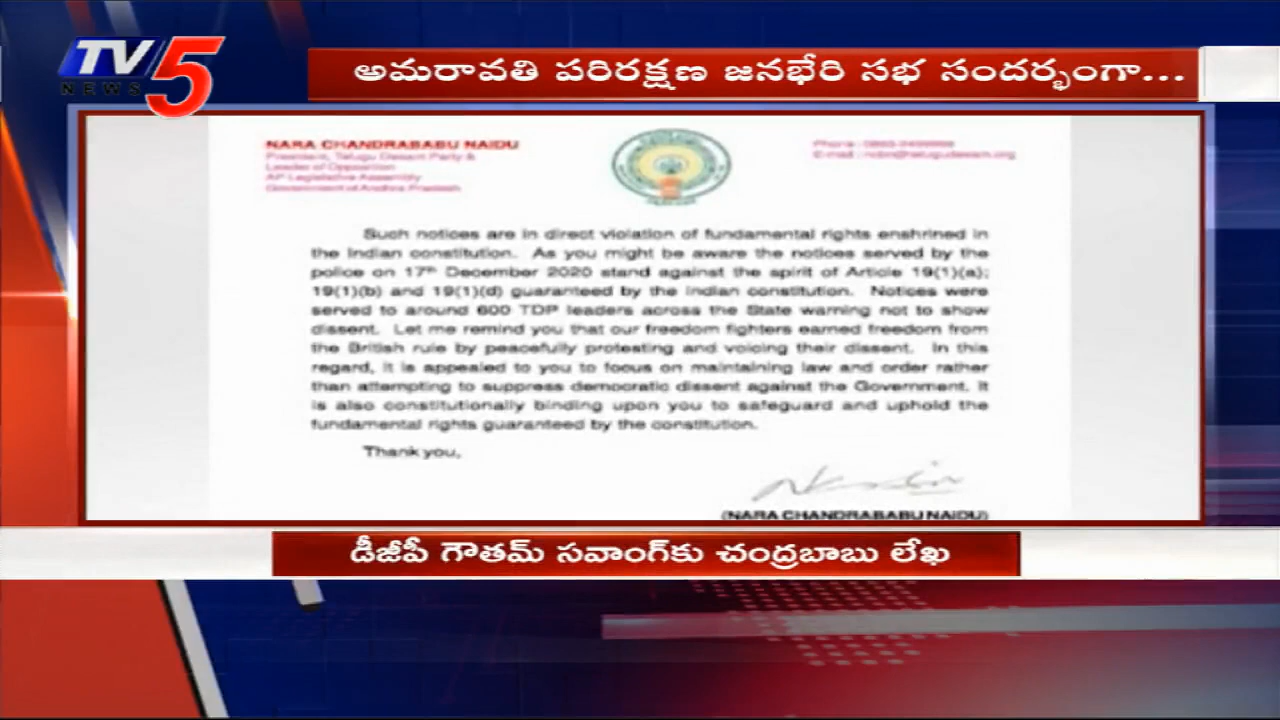 TV5
NEWS
అమరావతి పరిరక్షణ జనభేరి సభ సందర్భంగా...
NARA CHANDRABABU NAIDU
President, Telugu Desam Party &
Leader of Opposition
AP Legislative Assembly
Government of Andhra Pradesh
Phone :
E-mail : ncbn@telugudesam.org
Such notices are in direct violation of fundamental rights enshrined in
the Indian constitution. As you might be aware the notices served by the
police on 17th December 2020 stand against the spirit of Article 19(1)(a);
19(1)(b) and 19(1)(d) guaranteed by the Indian constitution. Notices were
served to around 600 TDP leaders across the State warning not to show
dissent. Let me remind you that our freedom fighters earned freedom from
the British rule by peacefully protesting and voicing their dissent. In this
regard, it is appealed to you to focus on maintaining law and order rather
than attempting to suppress democratic dissent against the Government. It
is also constitutionally binding upon you to safeguard and uphold the
fundamental rights guaranteed by the constitution.
Thank you,
(NARA CHANDRABABU NAIDU)
డీజీపీ గౌతమ్ సవాంగ్‌కు చంద్రబాబు లేఖ